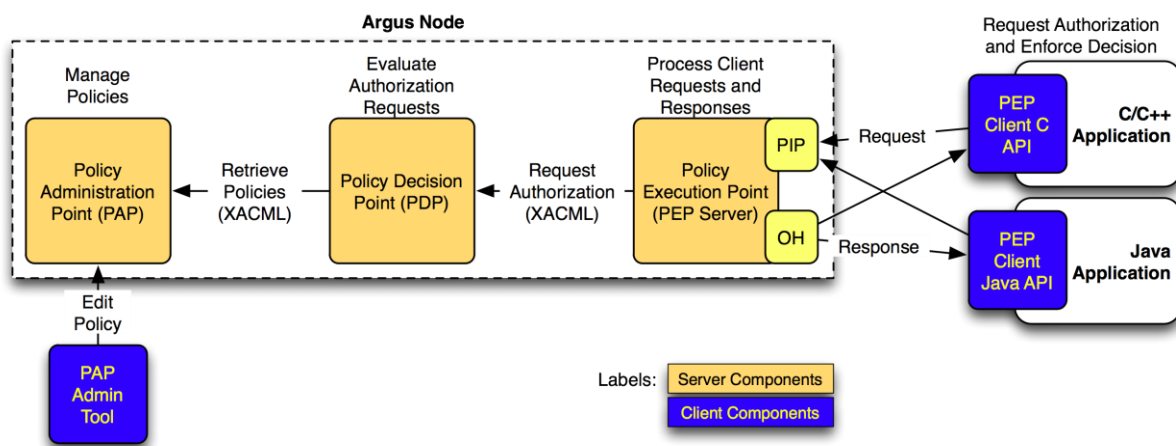 Argus Node
Manage
Policies
Evaluate
Authorization
Requests
Process Client
Requests and
Responses
Request Authorization
and Enforce Decision
Policy
Administration
Point (PAP)
Retrieve
Policies
(XACML)
Policy Decision
Point (PDP)
Request
Authorization
(XACML)
Policy
Execution Point
(PEP Server)
PIP
OH
Request
Response
PEP
Client C
API
C/C++
Application
PEP
Client
Java API
Java
Application
Edit
Policy
PAP
Admin
Tool
Labels:
Server Components
Client Components